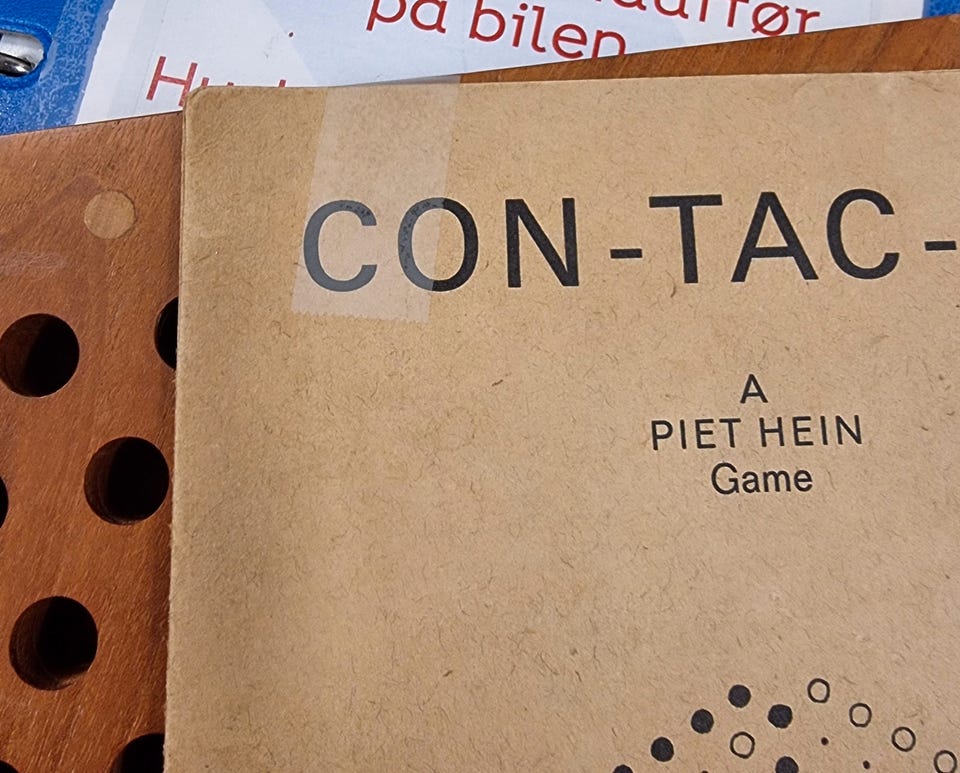 på bilen
CON-TAC-
A
PIET HEIN
Game